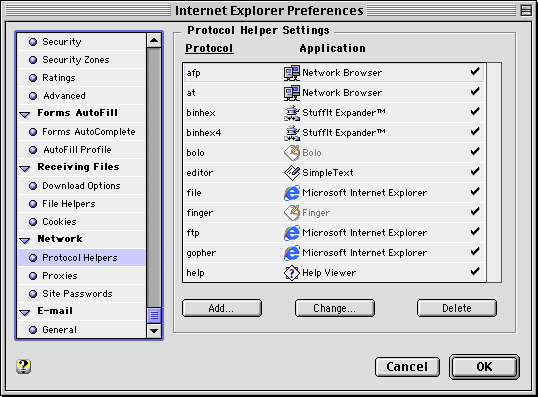 Internet Explorer Preferences
Security
Security Zones
Ratings
Advanced
Forms AutoFill
Forms AutoComplete
AutoFill Profile
Receiving Files
Download Options
File Helpers
Cookies
Network
Protocol Helpers
Proxies
Site Passwords
E-mail
General
Protocol Helper Settings
Protocol Application
afp Network Browser
at Network Browser
binhex StuffIt Expander™
binhex4 StuffIt Expander™
bolo Bolo
editor SimpleText
file Microsoft Internet Explorer
finger Finger
ftp Microsoft Internet Explorer
gopher Microsoft Internet Explorer
help Help Viewer
Add... Change... Delete
? Cancel OK